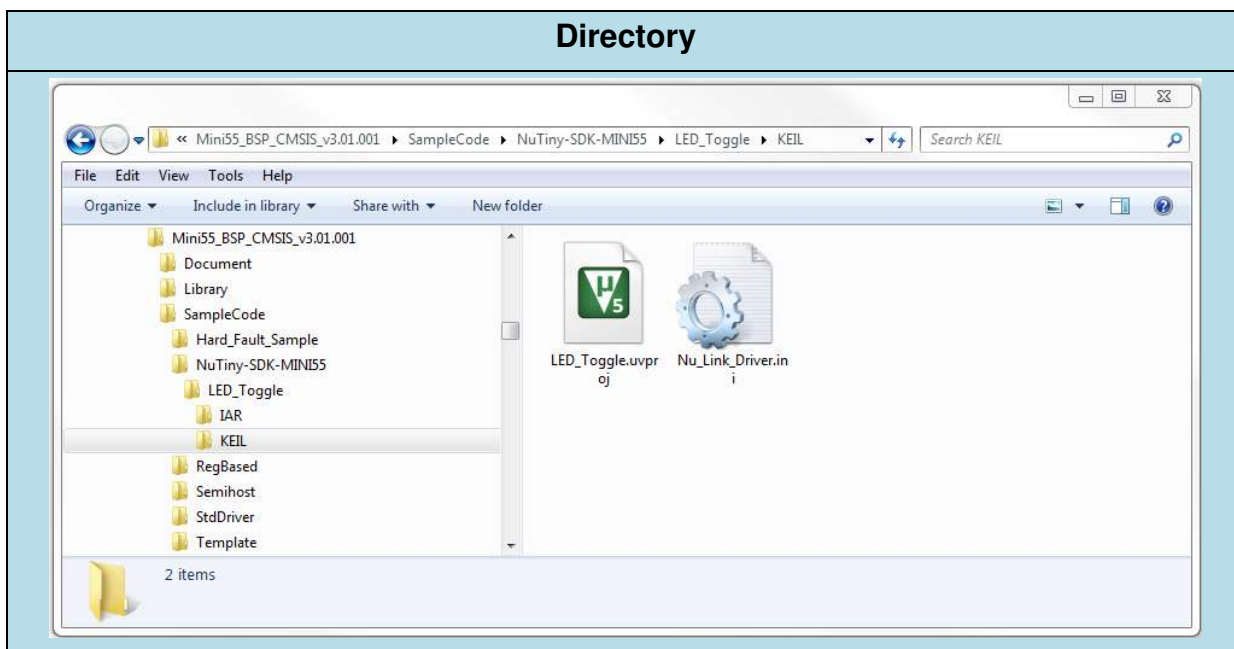 Directory
« Mini55_BSP_CMSIS_v3.01.001 ▸ SampleCode ▸ NuTiny-SDK-MINI55 ▸ LED_Toggle ▸ KEIL
Search KEIL
File Edit View Tools Help
Organize Include in library Share with New folder
Mini55_BSP_CMSIS_v3.01.001
Document
Library
SampleCode
Hard_Fault_Sample
NuTiny-SDK-MINI55
LED_Toggle
IAR
KEIL
RegBased
Semihost
StdDriver
Template
µ5
LED_Toggle.uvpr
oj
Nu_Link_Driver.in
i
2 items